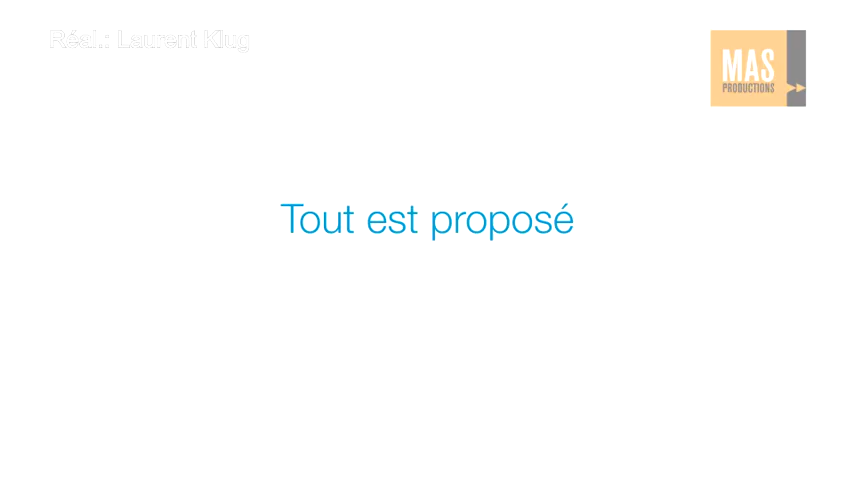 Réal.: Laurent Klug
MAS
PRODUCTIONS
Tout est proposé